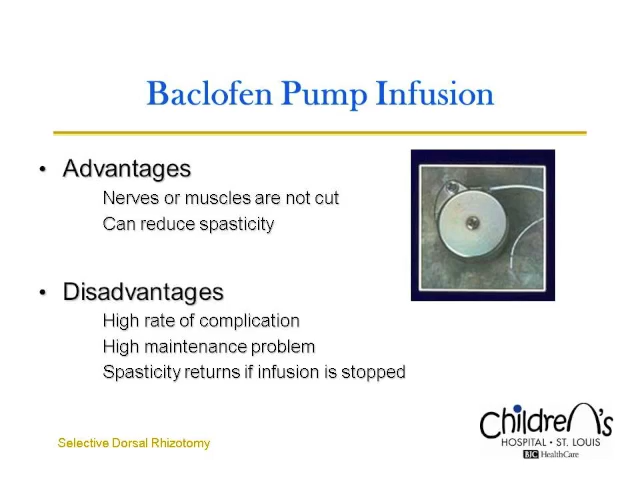 Baclofen Pump Infusion
• Advantages
Nerves or muscles are not cut
Can reduce spasticity
• Disadvantages
High rate of complication
High maintenance problem
Spasticity returns if infusion is stopped
Selective Dorsal Rhizotomy
Children's
HOSPITAL • ST. LOUIS
BJC HealthCare